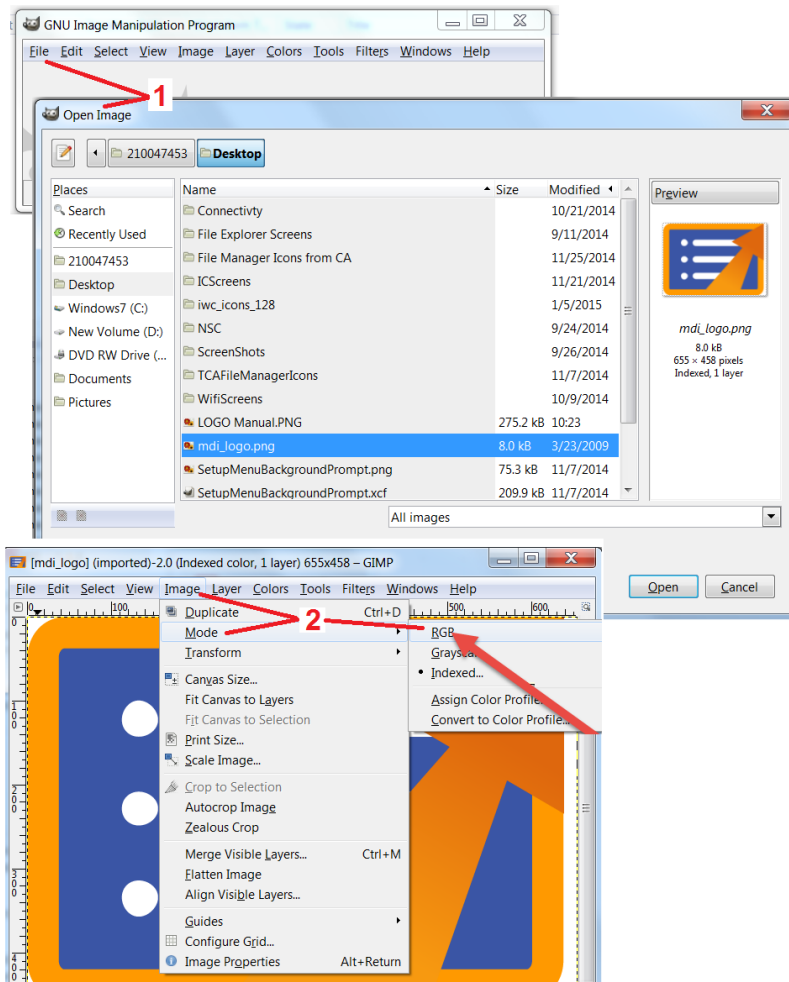 GNU Image Manipulation Program
File Edit Select View Image Layer Colors Tools Filters Windows Help
1
Open Image
210047453 Desktop
Places Name Size Modified Preview
Search Connectivty 10/21/2014
Recently Used File Explorer Screens 9/11/2014
210047453 File Manager Icons from CA 11/25/2014
Desktop ICScreens 11/21/2014
Windows7 (C:) iwc_icons_128 1/5/2015
New Volume (D:) NSC 9/24/2014 mdi_logo.png
DVD RW Drive (... ScreenShots 9/26/2014 8.0 kB
655 × 458 pixels
Documents TCAFileManagerIcons 11/7/2014 Indexed, 1 layer
Pictures WifiScreens 10/9/2014
LOGO Manual.PNG 275.2 kB 10:23
mdi_logo.png 8.0 kB 3/23/2009
SetupMenuBackgroundPrompt.png 75.3 kB 11/7/2014
SetupMenuBackgroundPrompt.xcf 209.9 kB 11/7/2014
All images
Open Cancel
[mdi_logo] (imported)-2.0 (Indexed color, 1 layer) 655x458 – GIMP
File Edit Select View Image Layer Colors Tools Filters Windows Help
0 100 500 600
Duplicate Ctrl+D
2
Mode RGB
Transform
Indexed...
Canvas Size...
Fit Canvas to Layers Assign Color Profile...
Fit Canvas to Selection Convert to Color Profile...
Print Size...
Scale Image...
Crop to Selection
Autocrop Image
Zealous Crop
Merge Visible Layers... Ctrl+M
Flatten Image
Align Visible Layers...
Guides
Configure Grid...
Image Properties Alt+Return